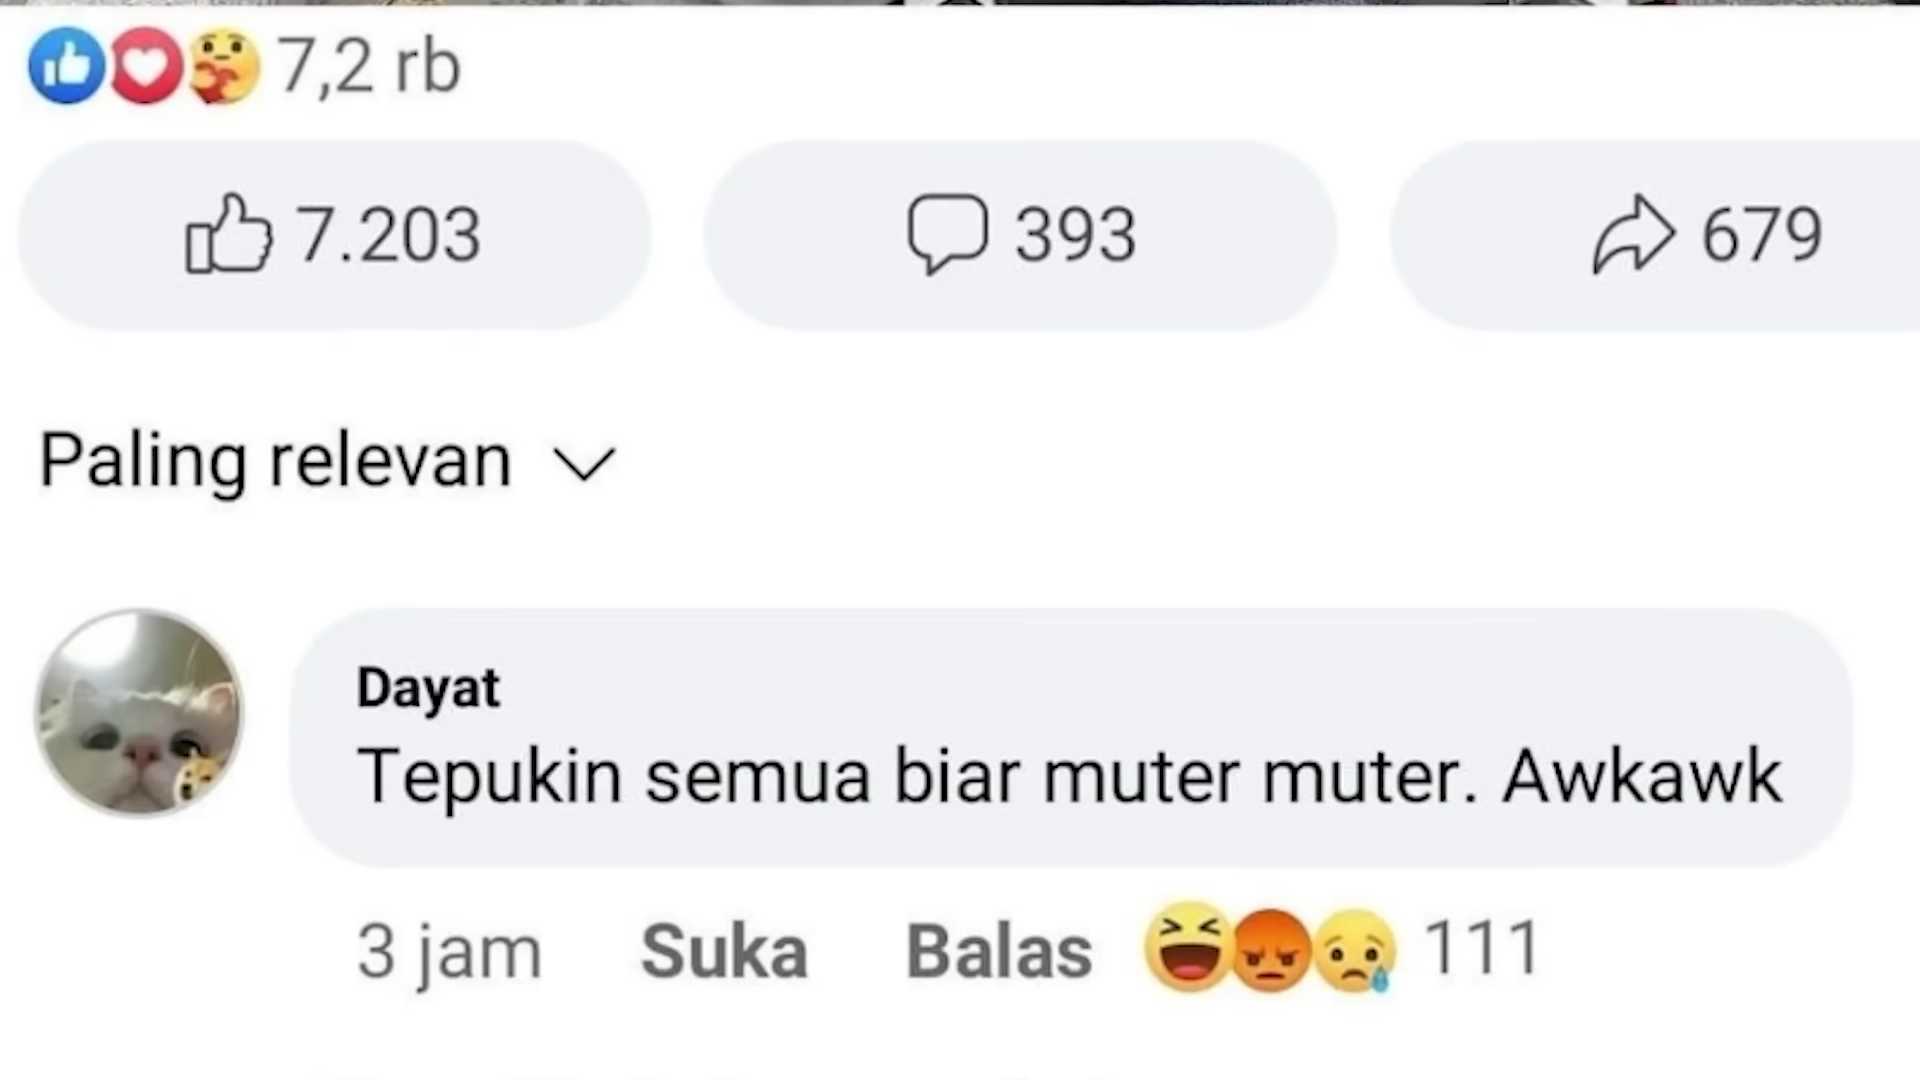 7,2 rb
7.203
393
679
Paling relevan
Dayat
Tepukin semua biar muter muter. Awkawk
3 jam Suka Balas 111